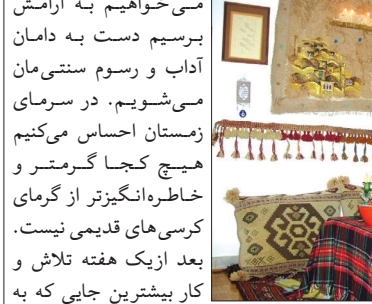 می‌خواهیم به آرامش
برسیم دست به دامان
آداب و رسوم سنتی‌مان
می‌شویم. در سرمای
زمستان احساس می‌کنیم
هیچ کجا گرمتر و
خاطره‌انگیزتر از گرمای
کرسی‌های قدیمی نیست.
بعد ازیک هفته تلاش و
کار بیشترین جایی که به